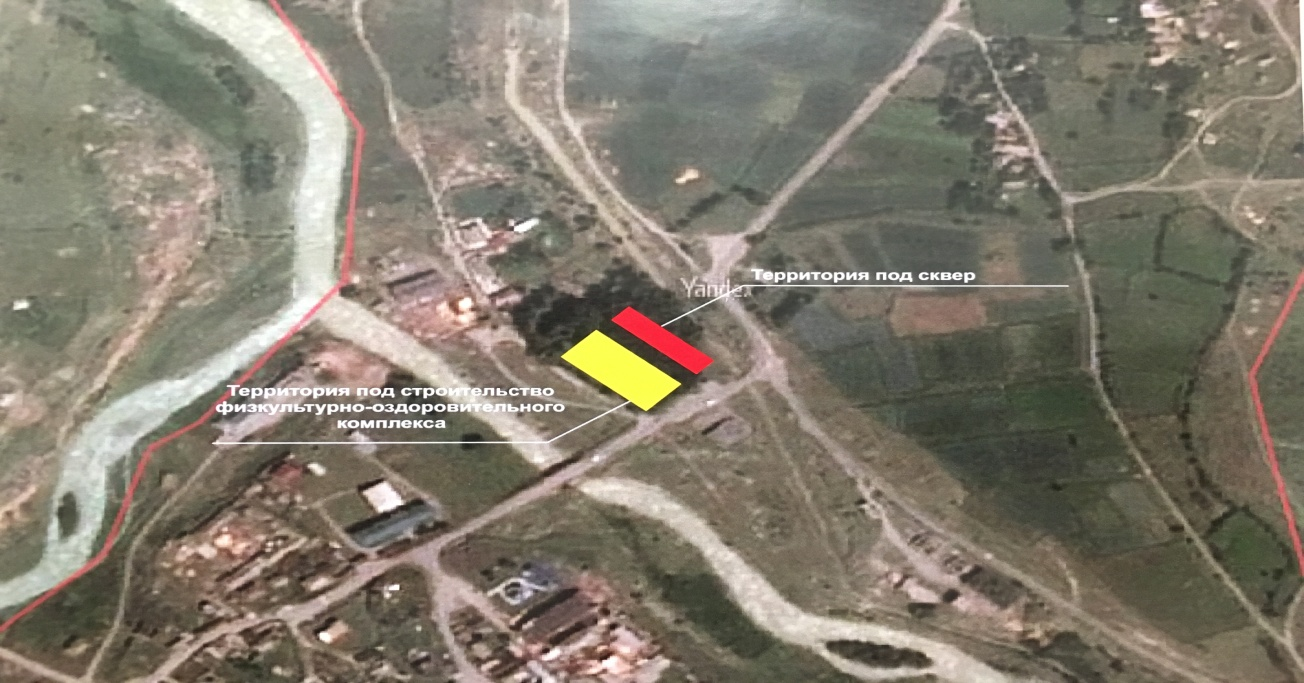 Территория под сквер
Yandex
Территория под строительство
физкультурно-оздоровительного
комплекса